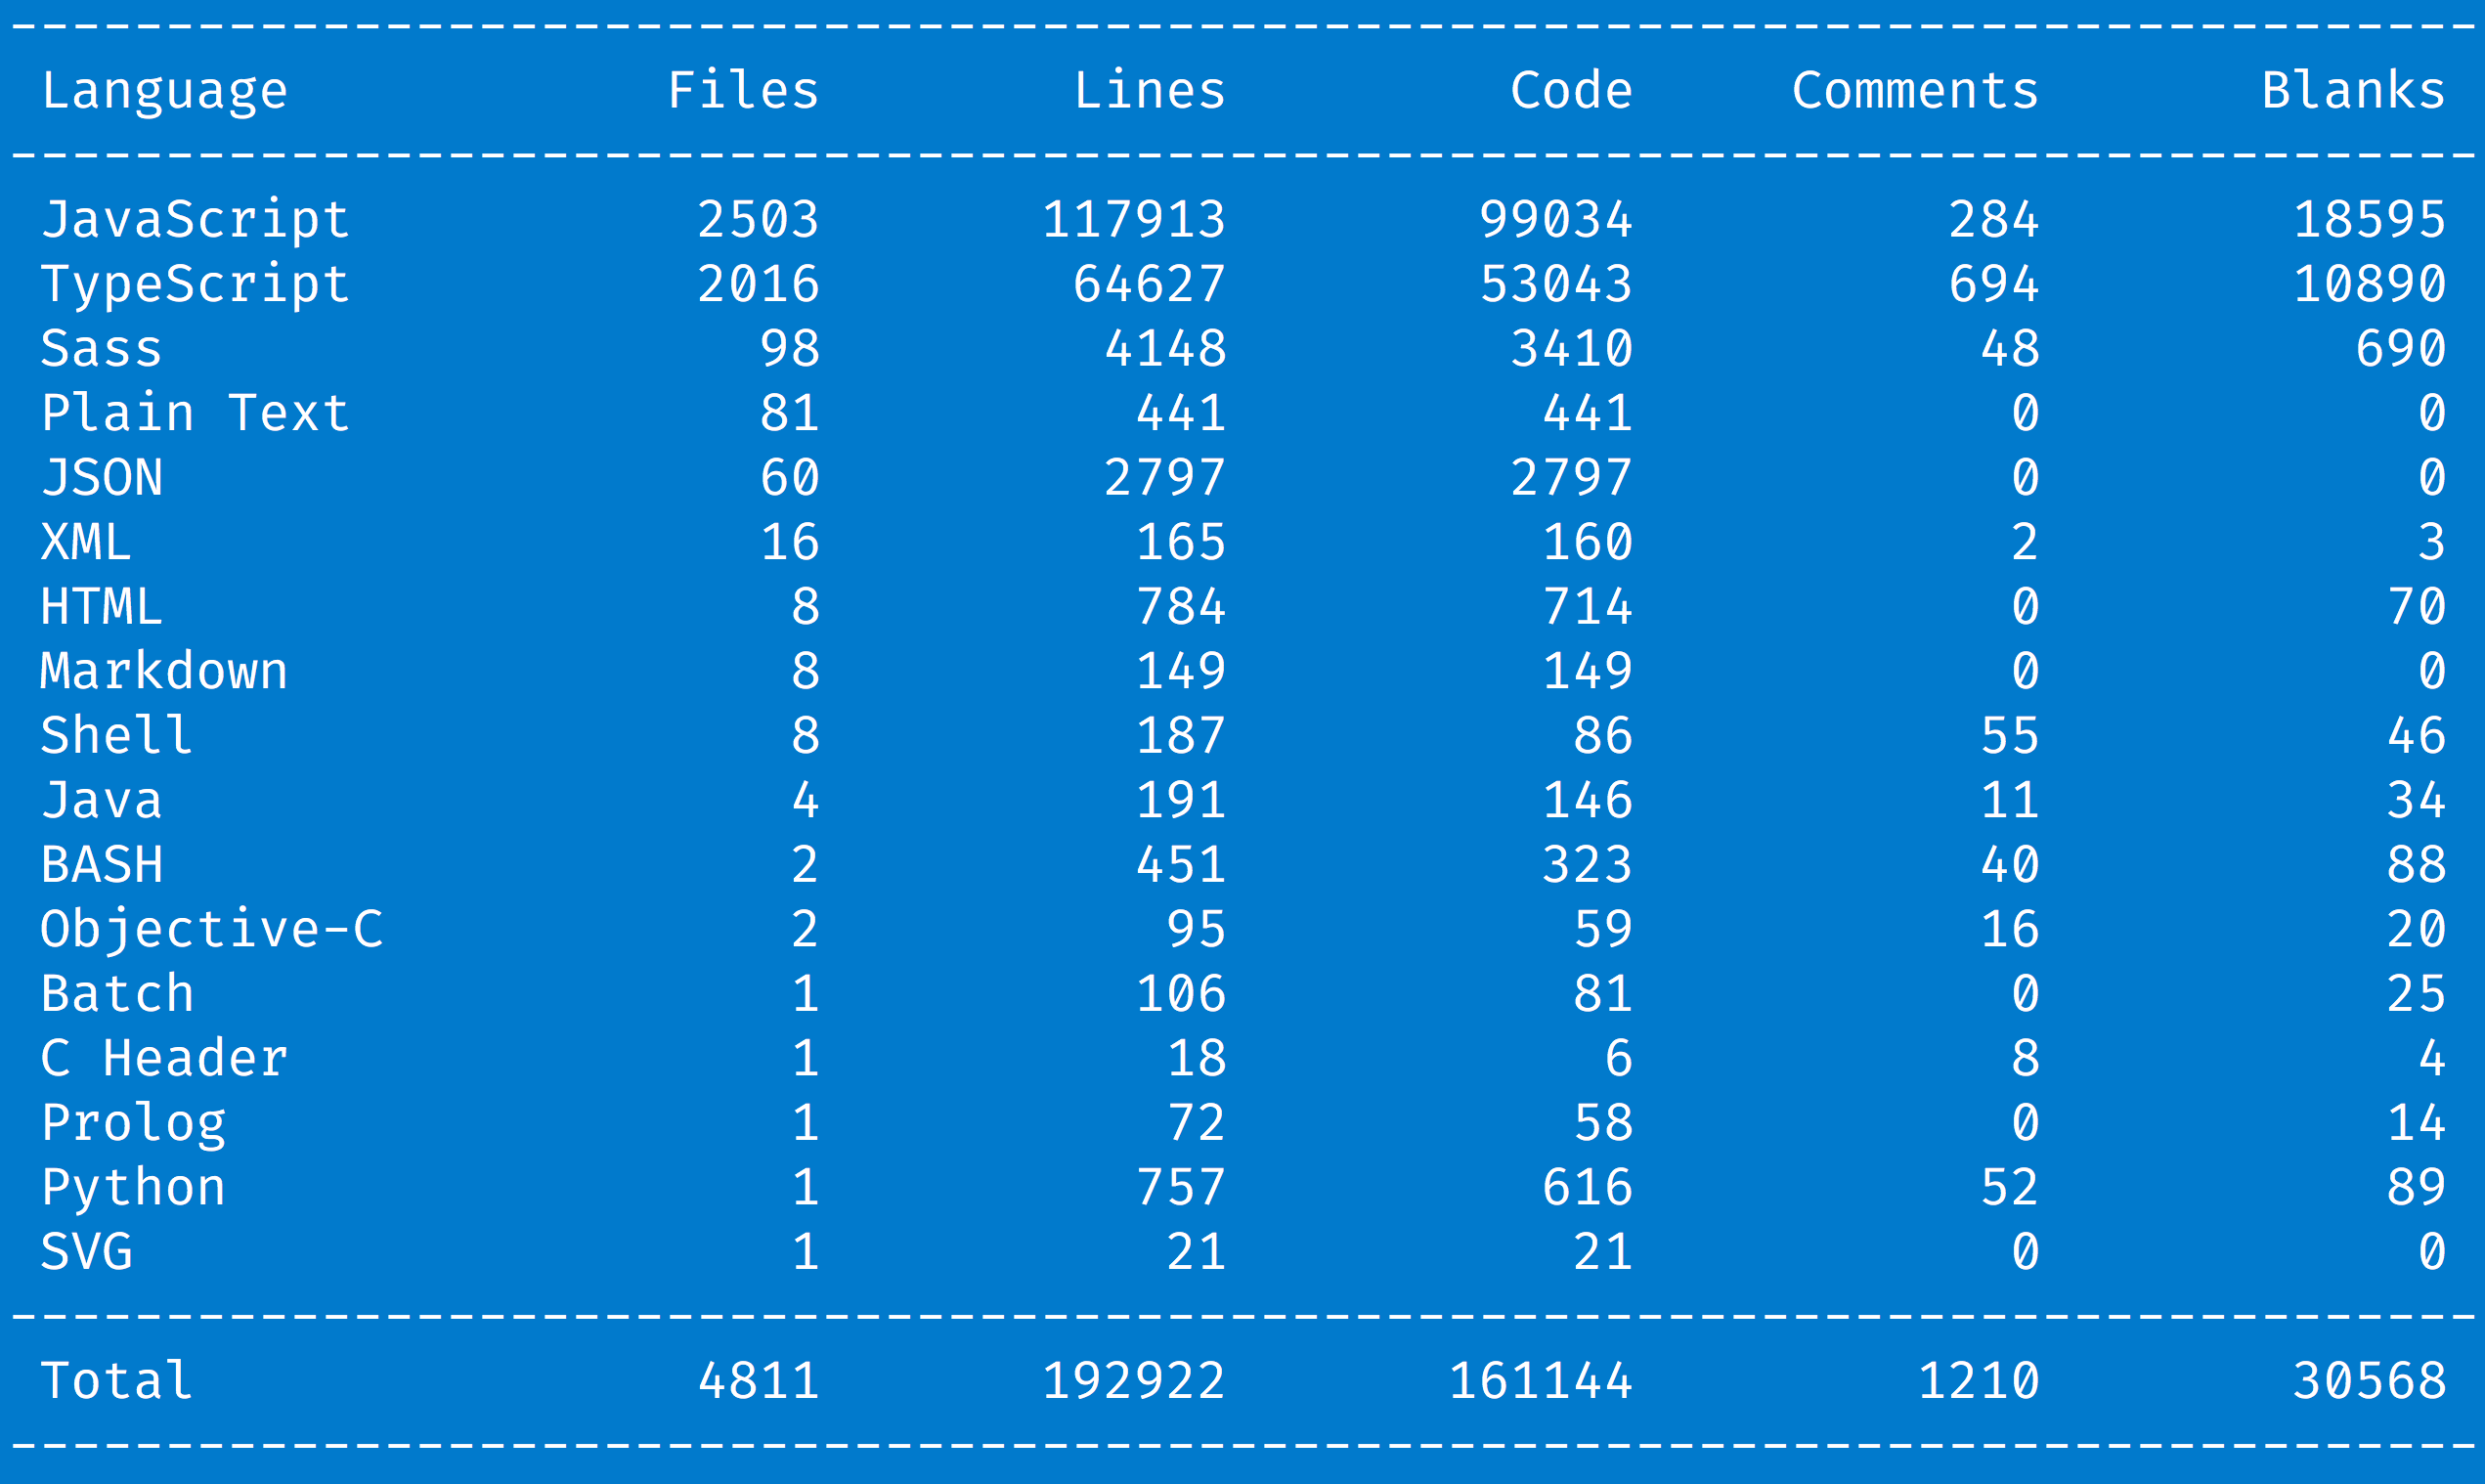 Language Files Lines Code Comments Blanks
JavaScript 2503 117913 99034 284 18595
TypeScript 2016 64627 53043 694 10890
Sass 98 4148 3410 48 690
Plain Text 81 441 441 0 0
JSON 60 2797 2797 0 0
XML 16 165 160 2 3
HTML 8 784 714 0 70
Markdown 8 149 149 0 0
Shell 8 187 86 55 46
Java 4 191 146 11 34
BASH 2 451 323 40 88
Objective-C 2 95 59 16 20
Batch 1 106 81 0 25
C Header 1 18 6 8 4
Prolog 1 72 58 0 14
Python 1 757 616 52 89
SVG 1 21 21 0 0
Total 4811 192922 161144 1210 30568